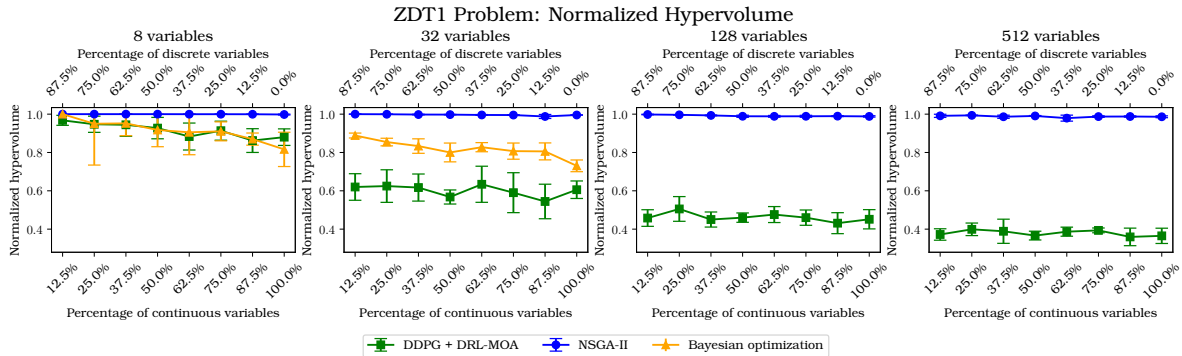 ZDT1 Problem: Normalized Hypervolume
8 variables
Percentage of discrete variables
87.5% 75.0% 62.5% 50.0% 37.5% 25.0% 12.5% 0.0%
Normalized hypervolume
1.0
0.8
0.6
0.4
12.5% 25.0% 37.5% 50.0% 62.5% 75.0% 87.5% 100.0%
Percentage of continuous variables
32 variables
Percentage of discrete variables
87.5% 75.0% 62.5% 50.0% 37.5% 25.0% 12.5% 0.0%
Normalized hypervolume
1.0
0.8
0.6
0.4
12.5% 25.0% 37.5% 50.0% 62.5% 75.0% 87.5% 100.0%
Percentage of continuous variables
128 variables
Percentage of discrete variables
87.5% 75.0% 62.5% 50.0% 37.5% 25.0% 12.5% 0.0%
Normalized hypervolume
1.0
0.8
0.6
0.4
12.5% 25.0% 37.5% 50.0% 62.5% 75.0% 87.5% 100.0%
Percentage of continuous variables
512 variables
Percentage of discrete variables
87.5% 75.0% 62.5% 50.0% 37.5% 25.0% 12.5% 0.0%
Normalized hypervolume
1.0
0.8
0.6
0.4
12.5% 25.0% 37.5% 50.0% 62.5% 75.0% 87.5% 100.0%
Percentage of continuous variables
DDPG + DRL-MOA NSGA-II Bayesian optimization